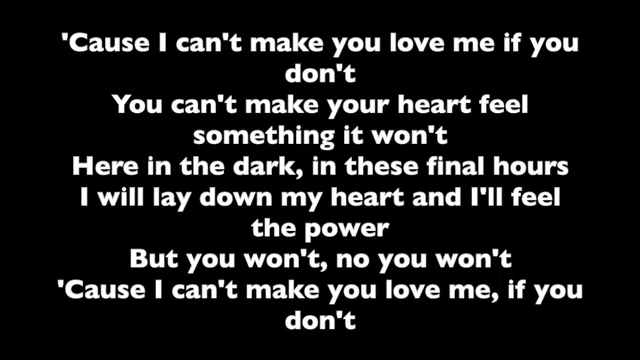 'Cause I can't make you love me if you
don't
You can't make your heart feel
something it won't
Here in the dark, in these final hours
I will lay down my heart and I'll feel
the power
But you won't, no you won't
'Cause I can't make you love me, if you
don't